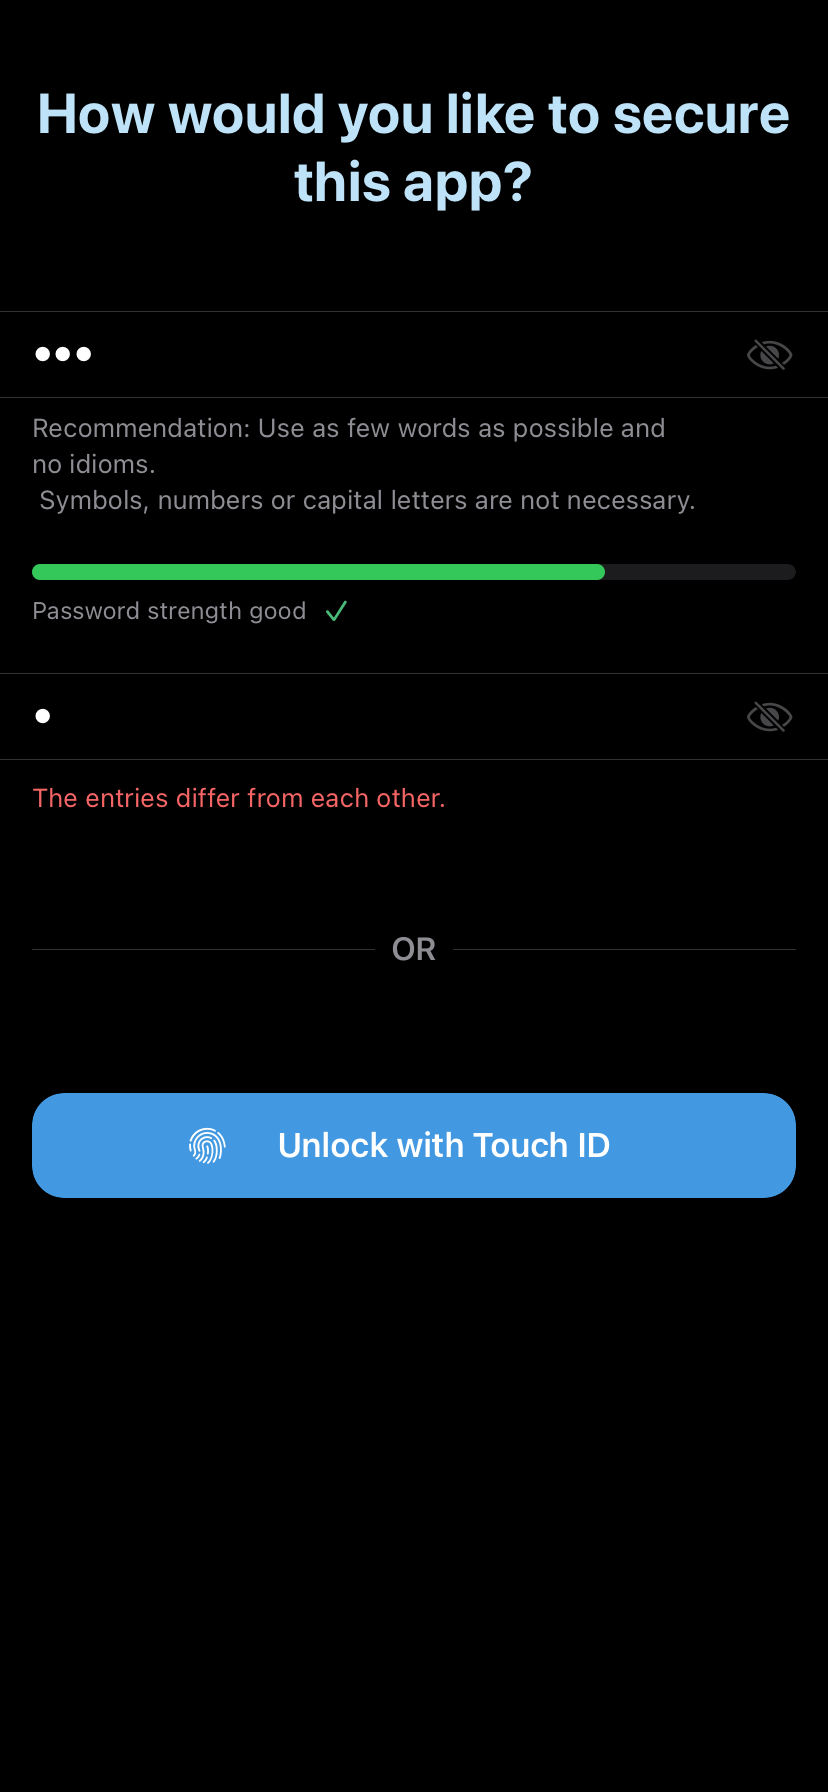 How would you like to secure
this app?
•••
Recommendation: Use as few words as possible and
no idioms.
Symbols, numbers or capital letters are not necessary.
Password strength good
•
The entries differ from each other.
OR
Unlock with Touch ID